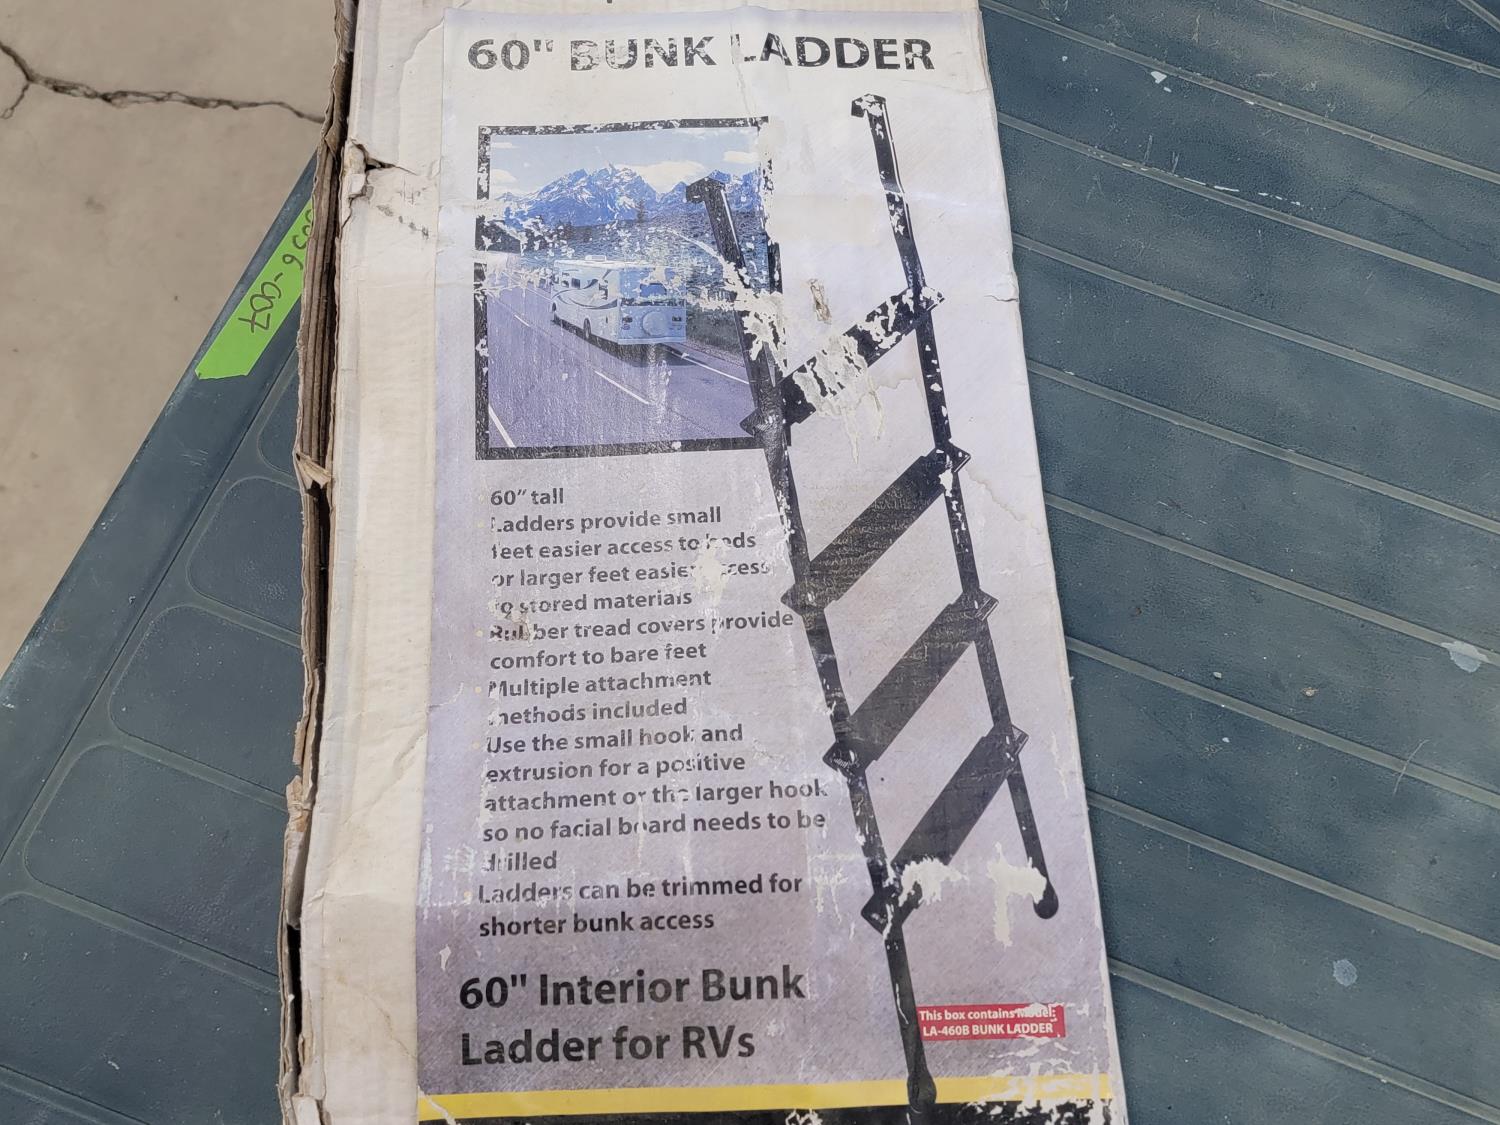 60" BUNK LADDER
60" tall
Ladders provide small
feet easier access to beds
or larger feet easier access
to stored materials
Rubber tread covers provide
comfort to bare feet
Multiple attachment
methods included
Use the small hook and
extrusion for a positive
attachment or the larger hook
so no facial board needs to be
drilled
Ladders can be trimmed for
shorter bunk access
60" Interior Bunk
Ladder for RVs
This box contains Model:
LA-460B BUNK LADDER